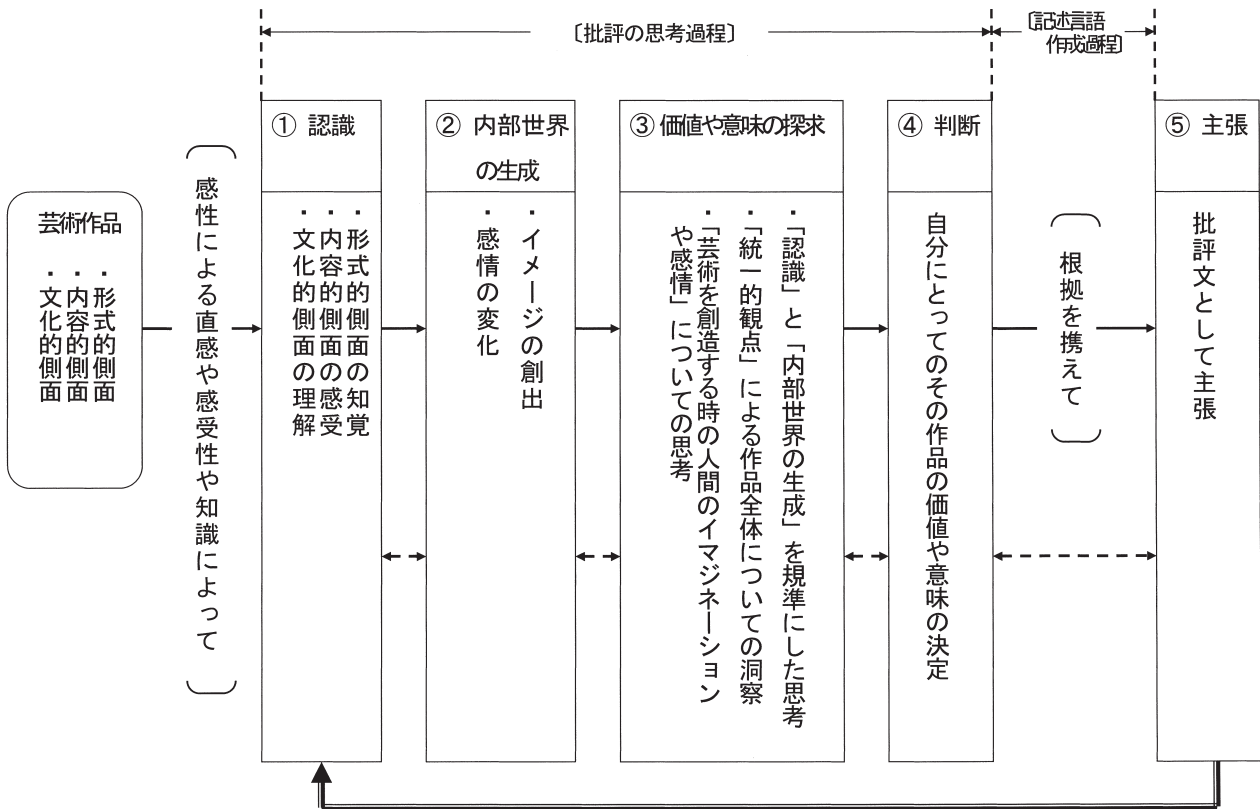 〔批評の思考過程〕
〔記述言語
作成過程〕
芸術作品
・形式的側面
・内容的側面
・文化的側面
感性による直感や感受性や知識によって
① 認識
・形式的側面の知覚
・内容的側面の感受
・文化的側面の理解
② 内部世界
の生成
・イメージの創出
・感情の変化
③ 価値や意味の探求
・「認識」と「内部世界の生成」を規準にした思考
・「統一的観点」による作品全体についての洞察
・「芸術を創造する時の人間のイマジネーション
や感情」についての思考
④ 判断
自分にとってのその作品の価値や意味の決定
根拠を携えて
⑤ 主張
批評文として主張